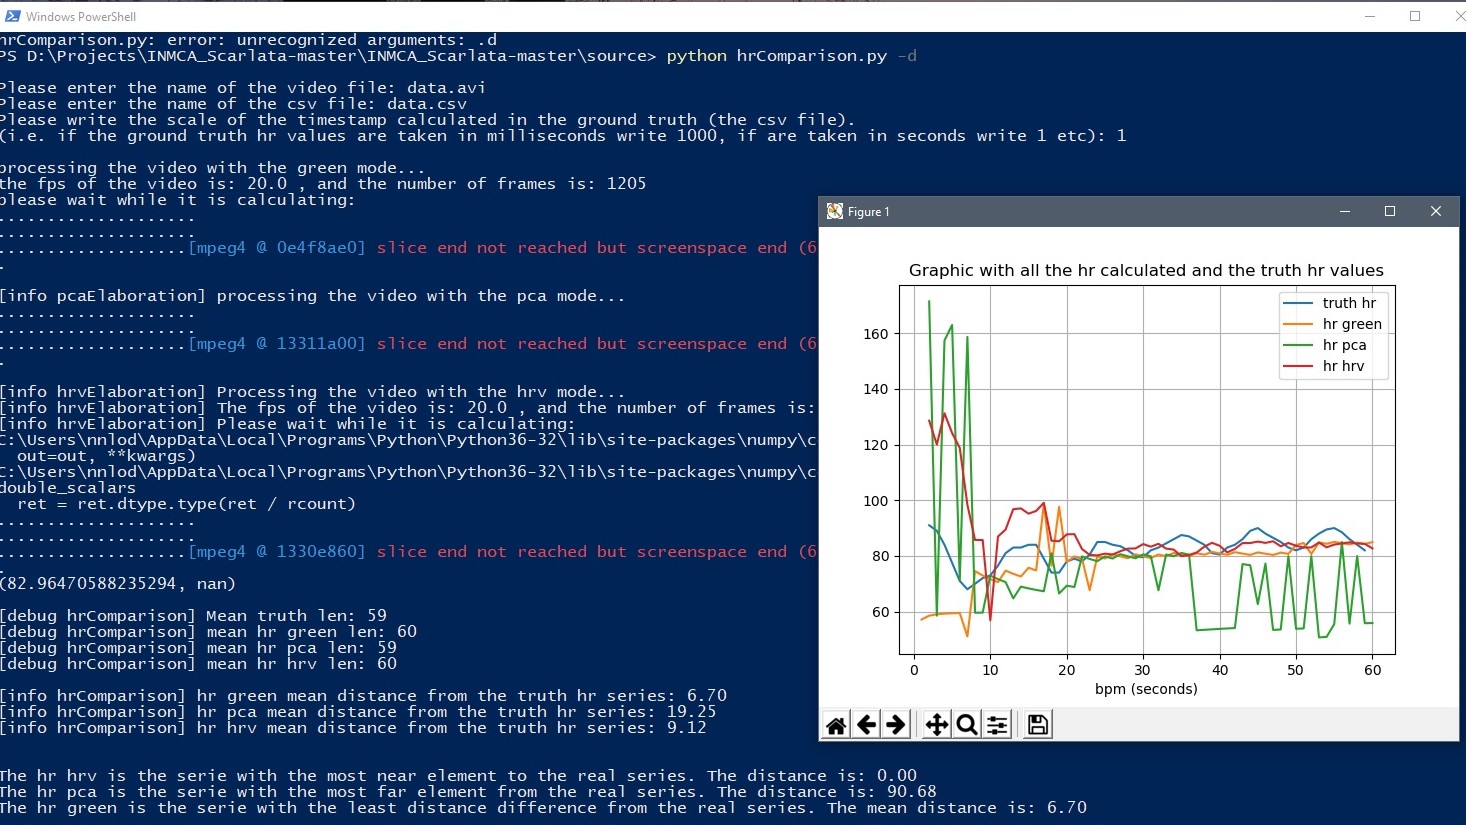 Windows PowerShell
hrComparison.py: error: unrecognized arguments: .d
PS D:\Projects\INMCA_Scarlata-master\INMCA_Scarlata-master\source> python hrComparison.py -d
Please enter the name of the video file: data.avi
Please enter the name of the csv file: data.csv
Please write the scale of the timestamp calculated in the ground truth (the csv file).
(i.e. if the ground truth hr values are taken in milliseconds write 1000, if are taken in seconds write 1 etc): 1
processing the video with the green mode...
the fps of the video is: 20.0 , and the number of frames is: 1205
please wait while it is calculating:
....................
....................
...................[mpeg4 @ 0e4f8ae0] slice end not reached but screenspace end (6
.
[info pcaElaboration] processing the video with the pca mode...
....................
....................
...................[mpeg4 @ 13311a00] slice end not reached but screenspace end (6
.
[info hrvElaboration] Processing the video with the hrv mode...
[info hrvElaboration] The fps of the video is: 20.0 , and the number of frames is:
[info hrvElaboration] Please wait while it is calculating:
C:\Users\nnlod\AppData\Local\Programs\Python\Python36-32\lib\site-packages\numpy\c
out=out, **kwargs)
C:\Users\nnlod\AppData\Local\Programs\Python\Python36-32\lib\site-packages\numpy\c
double_scalars
ret = ret.dtype.type(ret / rcount)
....................
....................
...................[mpeg4 @ 1330e860] slice end not reached but screenspace end (6
.
(82.96470588235294, nan)
[debug hrComparison] Mean truth len: 59
[debug hrComparison] mean hr green len: 60
[debug hrComparison] mean hr pca len: 59
[debug hrComparison] mean hr hrv len: 60
[info hrComparison] hr green mean distance from the truth hr series: 6.70
[info hrComparison] hr pca mean distance from the truth hr series: 19.25
[info hrComparison] hr hrv mean distance from the truth hr series: 9.12
The hr hrv is the serie with the most near element to the real series. The distance is: 0.00
The hr pca is the serie with the most far element from the real series. The distance is: 90.68
The hr green is the serie with the least distance difference from the real series. The mean distance is: 6.70
Figure 1
Graphic with all the hr calculated and the truth hr values
truth hr
hr green
hr pca
hr hrv
160
140
120
100
80
60
0 10 20 30 40 50 60
bpm (seconds)